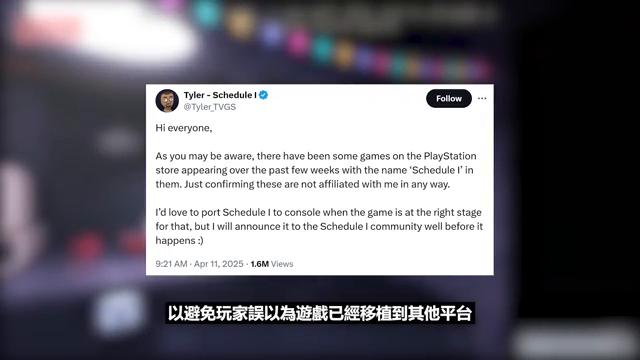 Tyler - Schedule I
@Tyler_TVGS
Follow
Hi everyone,
As you may be aware, there have been some games on the PlayStation
store appearing over the past few weeks with the name 'Schedule I' in
them. Just confirming these are not affiliated with me in any way.
I'd love to port Schedule I to console when the game is at the right stage
for that, but I will announce it to the Schedule I community well before it
happens :)
9:21 AM · Apr 11, 2025 · 1.6M Views
以避免玩家誤以為遊戲已經移植到其他平台